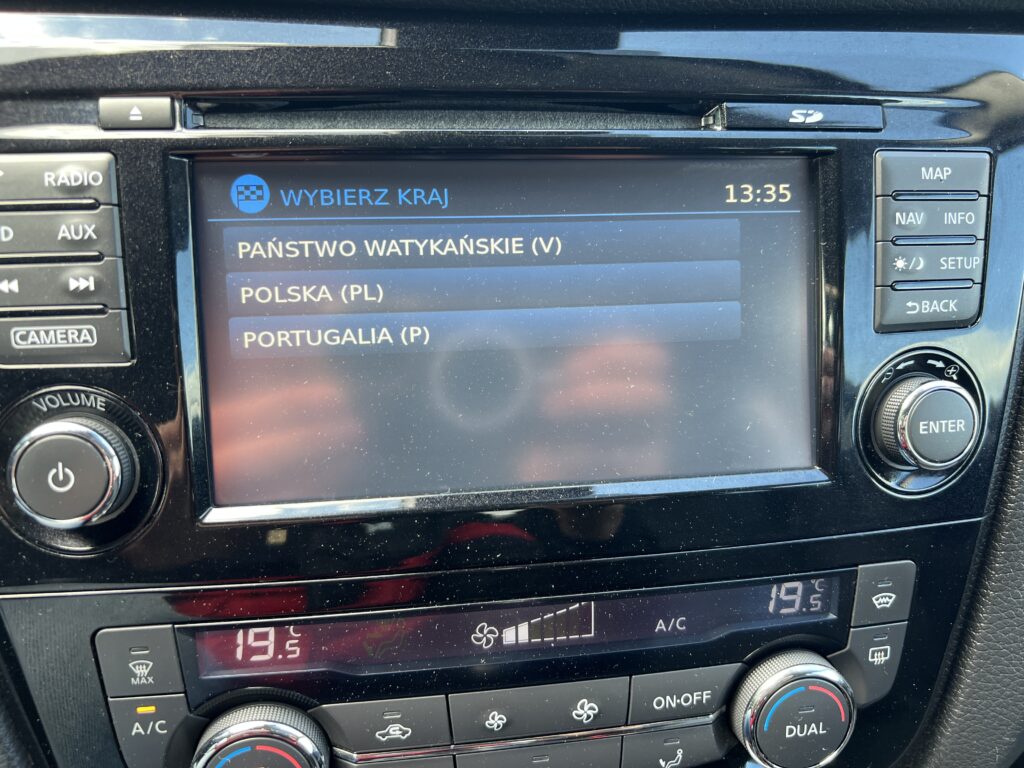 SD
RADIO
MAP
WYBIERZ KRAJ
13:35
D AUX
NAV INFO
PAŃSTWO WATYKAŃSKIE (V)
SETUP
POLSKA (PL)
BACK
CAMERA
PORTUGALIA (P)
VOLUME
ENTER
19.5 °C
A/C
19.5 °C
MAX
A/C
ON·OFF
DUAL